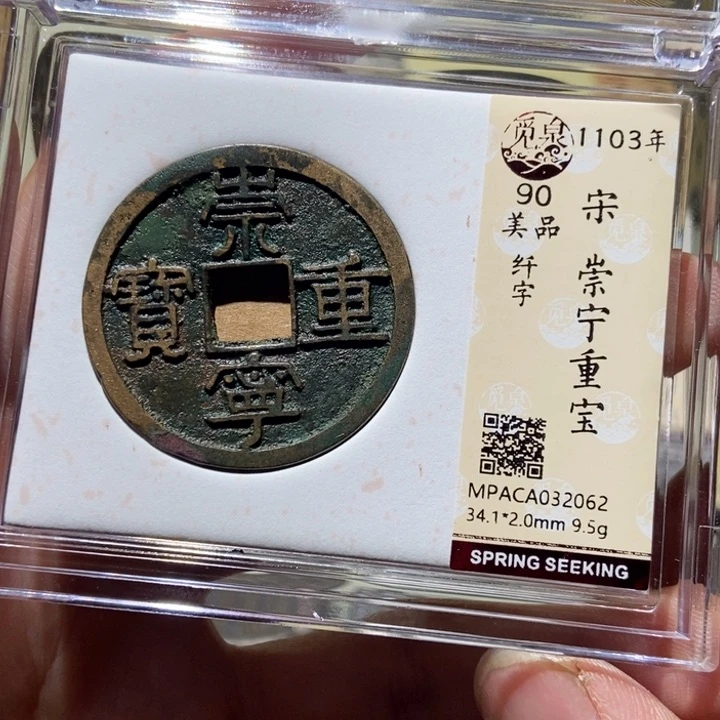 崇
寧
重
寶
觅泉
1103年
90
美品
纤字
宋 崇宁重宝
MPACA032062
34.1*2.0mm 9.5g
SPRING SEEKING